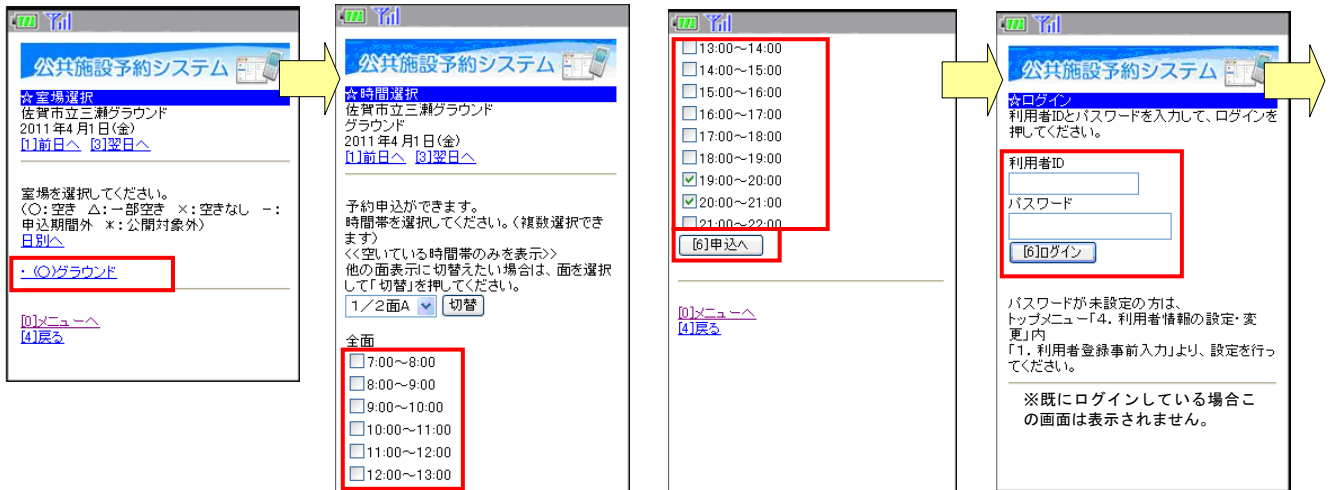 公共施設予約システム
☆室場選択
佐賀市立三瀬グラウンド
2011年4月1日(金)
[1]前日へ [3]翌日へ
室場を選択してください。
(○:空き △:一部空き ×:空きなし －:
申込期間外 *:公開対象外)
日別へ
・(○)グラウンド
[0]メニューへ
[4]戻る
公共施設予約システム
☆時間選択
佐賀市立三瀬グラウンド
グラウンド
2011年4月1日(金)
[1]前日へ [3]翌日へ
予約申込ができます。
時間帯を選択してください。(複数選択でき
ます)
<<空いている時間帯のみを表示>>
他の面表示に切替えたい場合は、面を選択
して「切替」を押してください。
1/2面A 切替
全面
7:00～8:00
8:00～9:00
9:00～10:00
10:00～11:00
11:00～12:00
12:00～13:00
13:00～14:00
14:00～15:00
15:00～16:00
16:00～17:00
17:00～18:00
18:00～19:00
19:00～20:00
20:00～21:00
21:00～22:00
[6]申込へ
[0]メニューへ
[4]戻る
公共施設予約システム
☆ログイン
利用者IDとパスワードを入力して、ログインを
押してください。
利用者ID
パスワード
[6]ログイン
パスワードが未設定の方は、
トップメニュー「4. 利用者情報の設定・変
更」内
「1. 利用者登録事前入力」より、設定を行っ
てください。
※既にログインしている場合こ
の画面は表示されません。